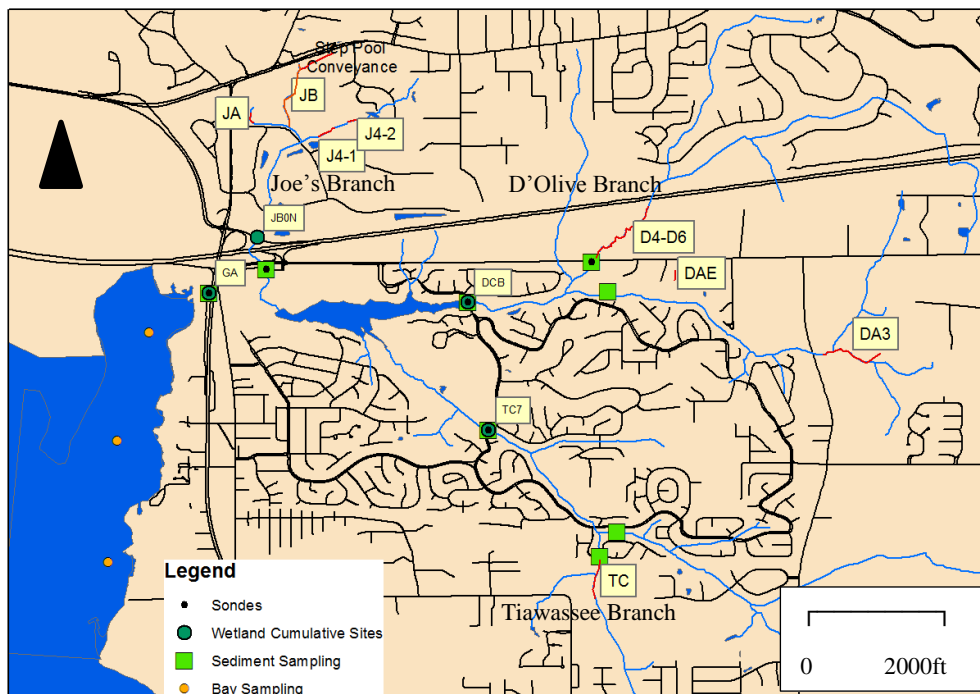 Step Pool
Conveyance
JB
JA
J4-2
J4-1
Joe's Branch
D'Olive Branch
JB0N
D4-D6
GA
DCB
DAE
DA3
TC7
TC
Tiawassee Branch
Legend
Sondes
Wetland Cumulative Sites
Sediment Sampling
Bay Sampling
0 2000ft